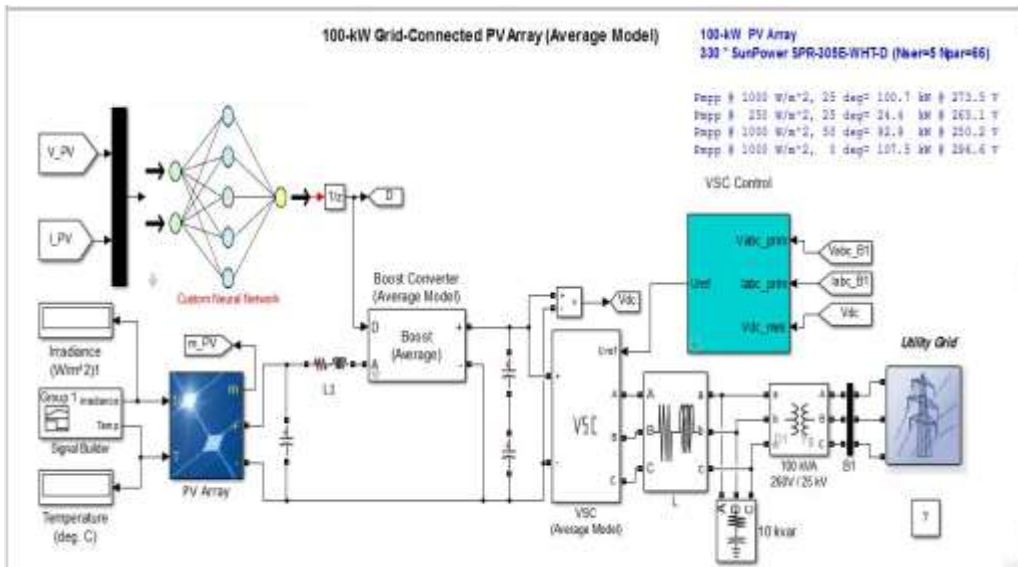 100-kW Grid-Connected PV Array (Average Model)
100-kW PV Array
330 * SunPower SPR-305E-WHT-D (Nser=5 Npar=66)
Pmpp @ 1000 W/m^2, 25 deg= 100.7 kW @ 273.5 V
Pmpp @ 250 W/m^2, 25 deg= 24.4 kW @ 263.1 V
Pmpp @ 1000 W/m^2, 50 deg= 92.9 kW @ 250.2 V
Pmpp @ 1000 W/m^2, 0 deg= 107.5 kW @ 296.6 V
V_PV
I_PV
1/z
D
Custom Neural Network
VSC Control
Vabc_prim
Iabc_prim
Vdc_mes
Uref
Vabc_B1
Iabc_B1
Vdc
Boost Converter
(Average Model)
D
A
Boost
(Average)
+
-
Vdc
Irradiance
(W/m^2)1
m_PV
Group 1
Irradiance
Temp
Signal Builder
m
PV Array
Temperature
(deg. C)
Uref
+
-
VSC
A
B
C
VSC
(Average Model)
A
B
C
a
b
c
L
10 kvar
a
b
c
A
B
C
100 kVA
260V / 25 kV
B1
Utility Grid
?